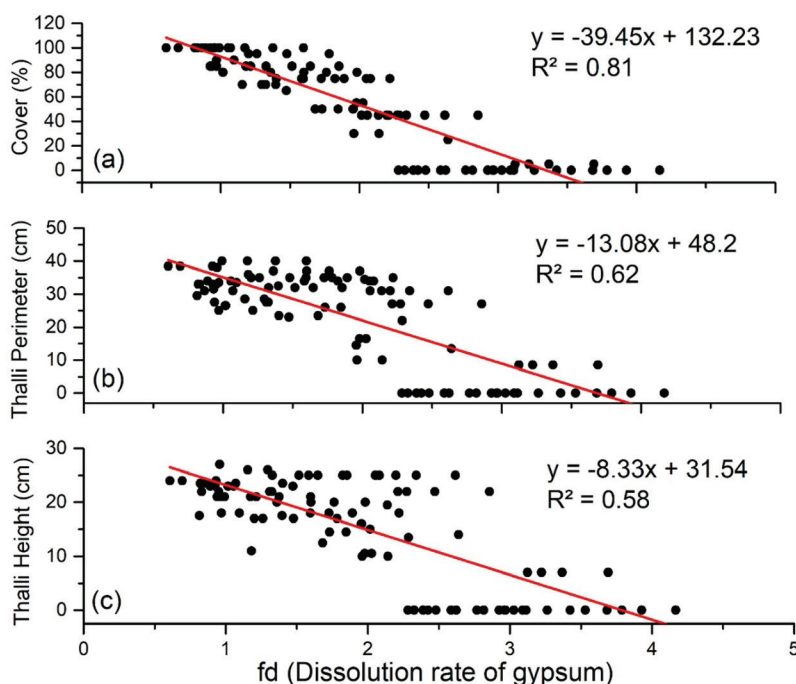 120
100
80
60
40
20
0
Cover (%)
(a)
y = -39.45x + 132.23
R² = 0.81
50
40
30
20
10
0
Thalli Perimeter (cm)
(b)
y = -13.08x + 48.2
R² = 0.62
30
20
10
0
Thalli Height (cm)
(c)
y = -8.33x + 31.54
R² = 0.58
0 1 2 3 4 5
fd (Dissolution rate of gypsum)